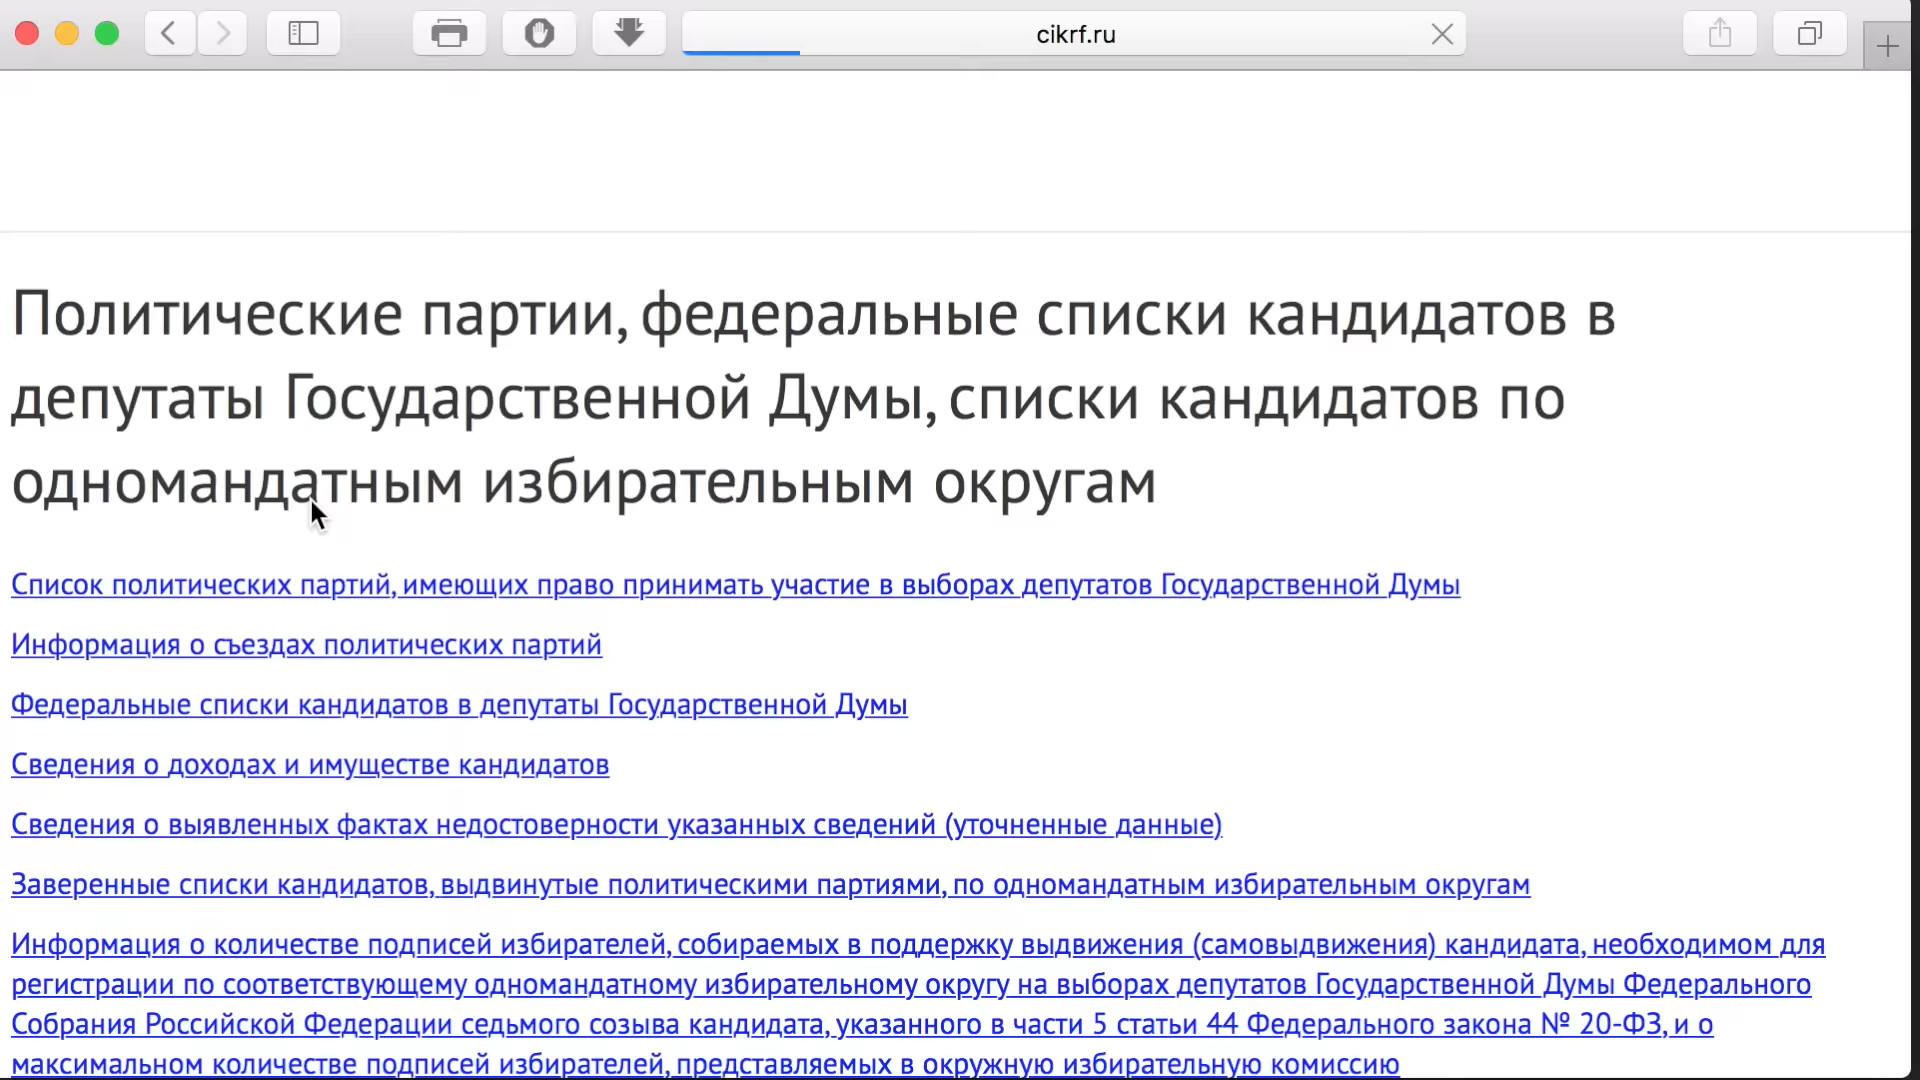 cikrf.ru
Политические партии, федеральные списки кандидатов в
депутаты Государственной Думы, списки кандидатов по
одномандатным избирательным округам
Список политических партий, имеющих право принимать участие в выборах депутатов Государственной Думы
Информация о съездах политических партий
Федеральные списки кандидатов в депутаты Государственной Думы
Сведения о доходах и имуществе кандидатов
Сведения о выявленных фактах недостоверности указанных сведений (уточненные данные)
Заверенные списки кандидатов, выдвинутые политическими партиями, по одномандатным избирательным округам
Информация о количестве подписей избирателей, собираемых в поддержку выдвижения (самовыдвижения) кандидата, необходимом для
регистрации по соответствующему одномандатному избирательному округу на выборах депутатов Государственной Думы Федерального
Собрания Российской Федерации седьмого созыва кандидата, указанного в части 5 статьи 44 Федерального закона № 20-ФЗ, и о
максимальном количестве подписей избирателей, представляемых в окружную избирательную комиссию